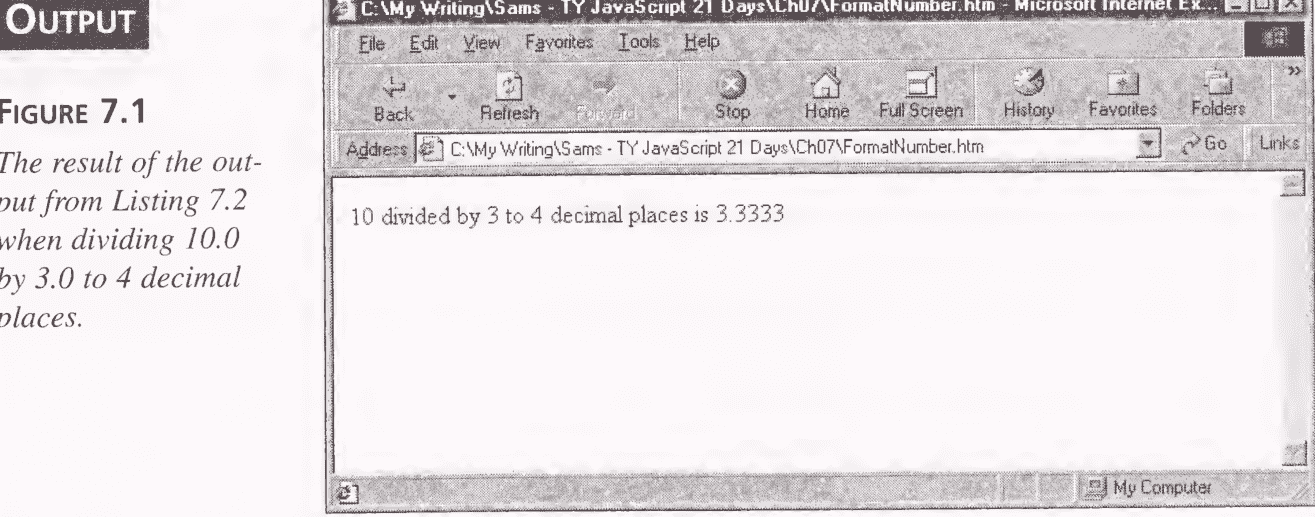 OUTPUT
FIGURE 7.1
The result of the out-
put from Listing 7.2
when dividing 10.0
by 3.0 to 4 decimal
places.
C:\My Writing\Sams - TY JavaScript 21 Days\Ch07\FormatNumber.htm - Microsoft Internet Ex...
File Edit View Favorites Tools Help
Back Refresh Forward Stop Home Full Screen History Favorites Folders »
Address C:\My Writing\Sams - TY JavaScript 21 Days\Ch07\FormatNumber.htm Go Links
10 divided by 3 to 4 decimal places is 3.3333
My Computer